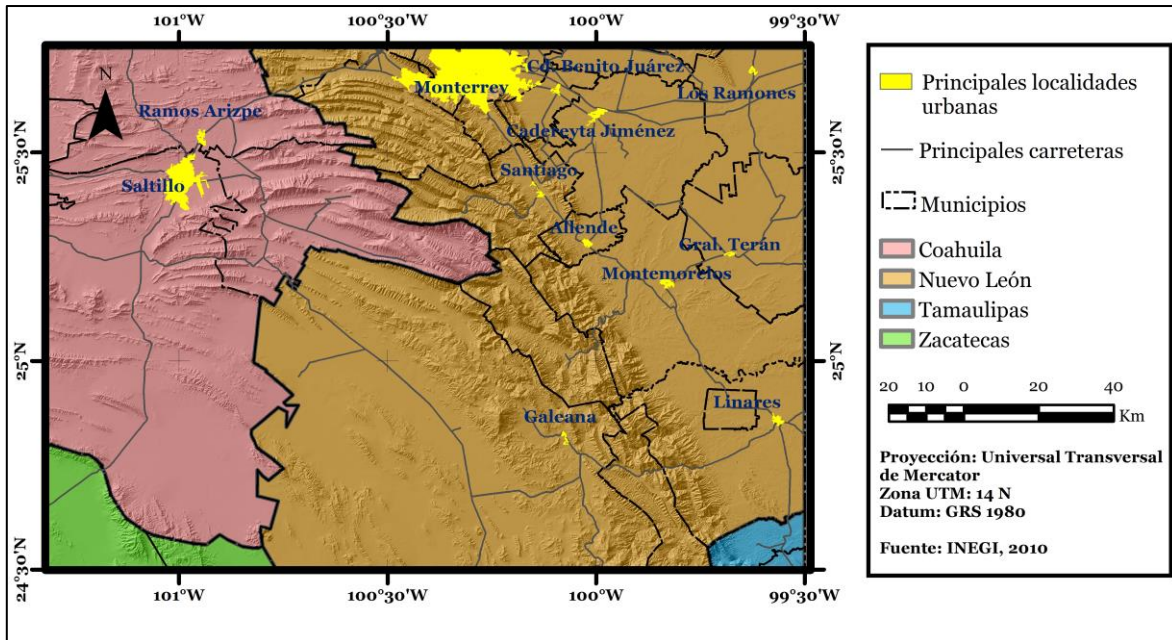 101°W
100°30'W
100°W
99°30'W
N
Cd. Benito Juárez
Monterrey
Los Ramones
Ramos Arizpe
Cadereyta Jiménez
25°30'N
25°30'N
Santiago
Saltillo
Allende
Gral. Terán
Montemorelos
25°N
25°N
Linares
Galeana
24°30'N
24°30'N
101°W
100°30'W
100°W
99°30'W
Principales localidades
urbanas
Principales carreteras
Municipios
Coahuila
Nuevo León
Tamaulipas
Zacatecas
20 10 0 20 40
Km
Proyección: Universal Transversal
de Mercator
Zona UTM: 14 N
Datum: GRS 1980
Fuente: INEGI, 2010